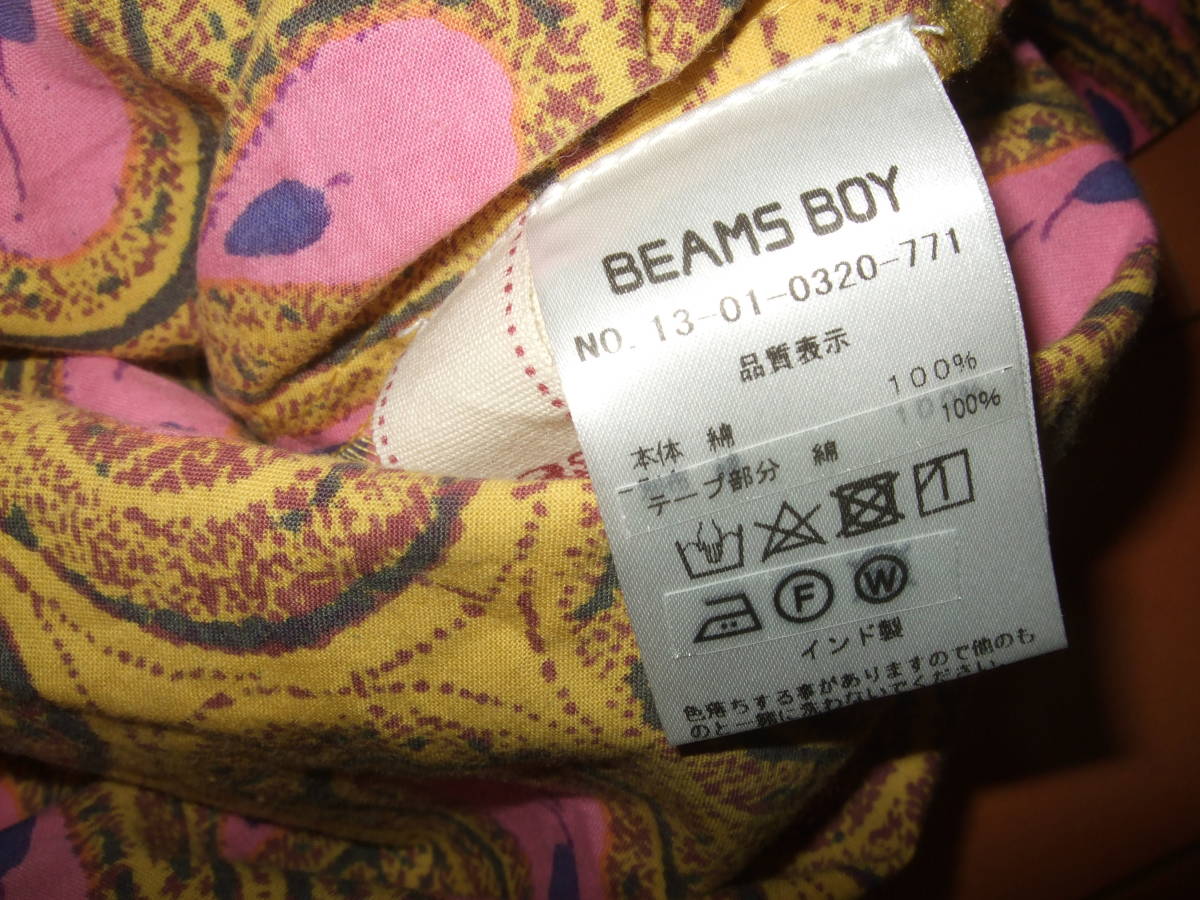 BEAMS BOY
NO. 13-01-0320-771
品質表示
本体 綿 100%
テープ部分 綿 100%
F W
インド製
色落ちする事がありますので他のも
のと一緒に洗わないでください